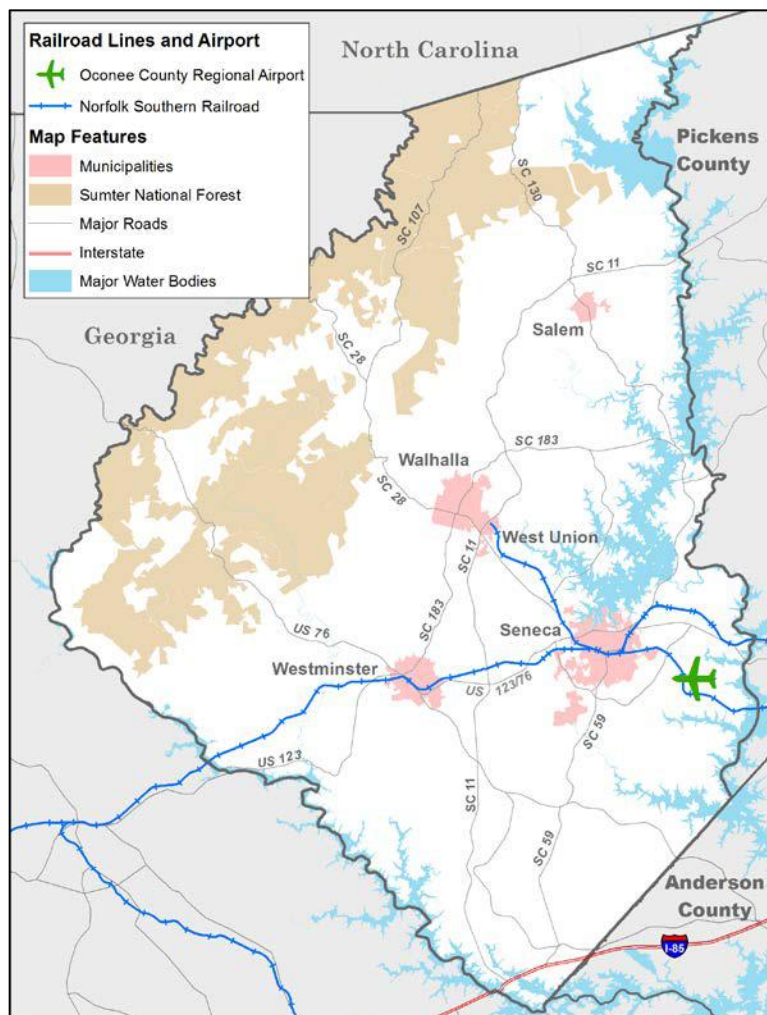 Railroad Lines and Airport
Oconee County Regional Airport
Norfolk Southern Railroad
Map Features
Municipalities
Sumter National Forest
Major Roads
Interstate
Major Water Bodies
North Carolina
Pickens
County
SC 130
SC 107
SC 11
Georgia
Salem
SC 28
SC 183
Walhalla
SC 28
West Union
SC 11
SC 183
US 76
Seneca
Westminster
US 123/76
SC 59
US 123
SC 11
SC 59
Anderson
County
I-85